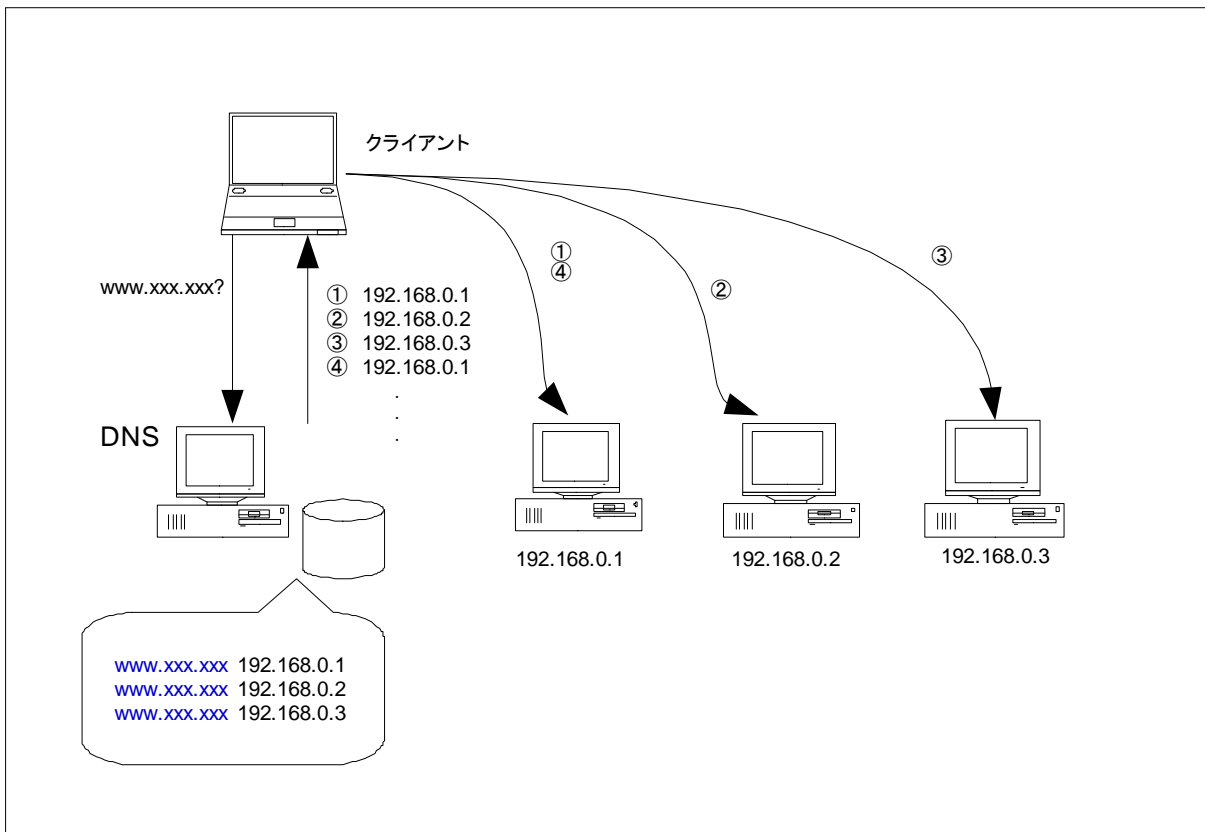 クライアント
www.xxx.xxx?
① 192.168.0.1
② 192.168.0.2
③ 192.168.0.3
④ 192.168.0.1
.
.
.
①
④
②
③
DNS
192.168.0.1
192.168.0.2
192.168.0.3
www.xxx.xxx 192.168.0.1
www.xxx.xxx 192.168.0.2
www.xxx.xxx 192.168.0.3